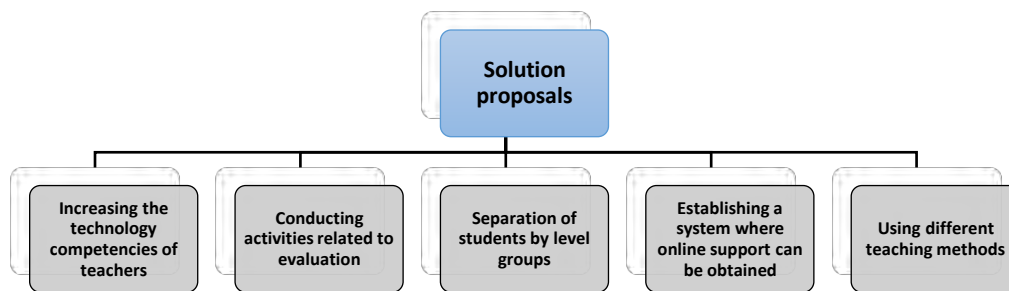 Solution
proposals
Increasing the
technology
competencies of
teachers
Conducting
activities related to
evaluation
Separation of
students by level
groups
Establishing a
system where
online support can
be obtained
Using different
teaching methods